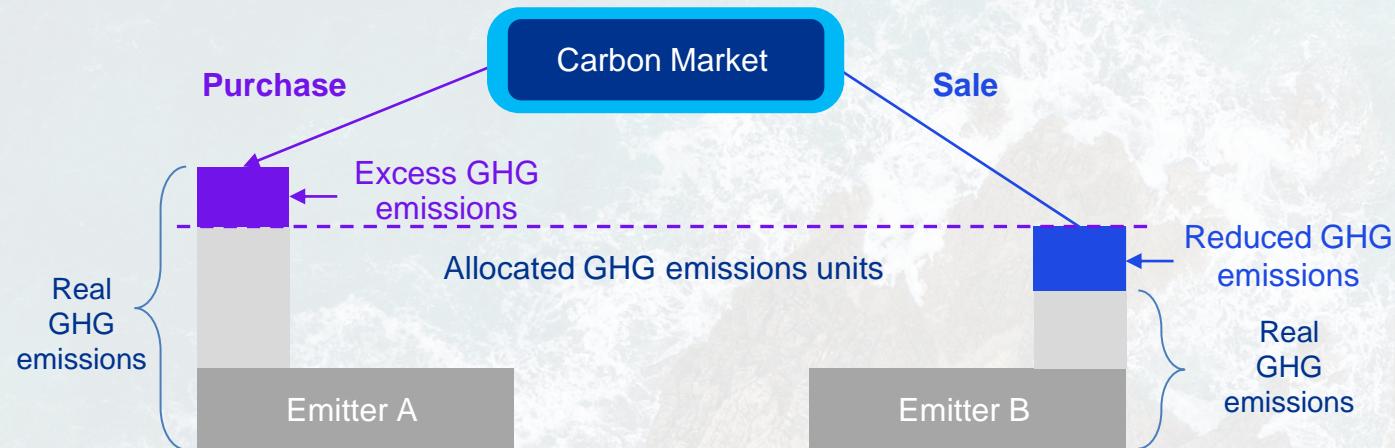 Carbon Market
Purchase
Sale
Excess GHG
emissions
Allocated GHG emissions units
Reduced GHG
emissions
Real
GHG
emissions
Real
GHG
emissions
Emitter A
Emitter B